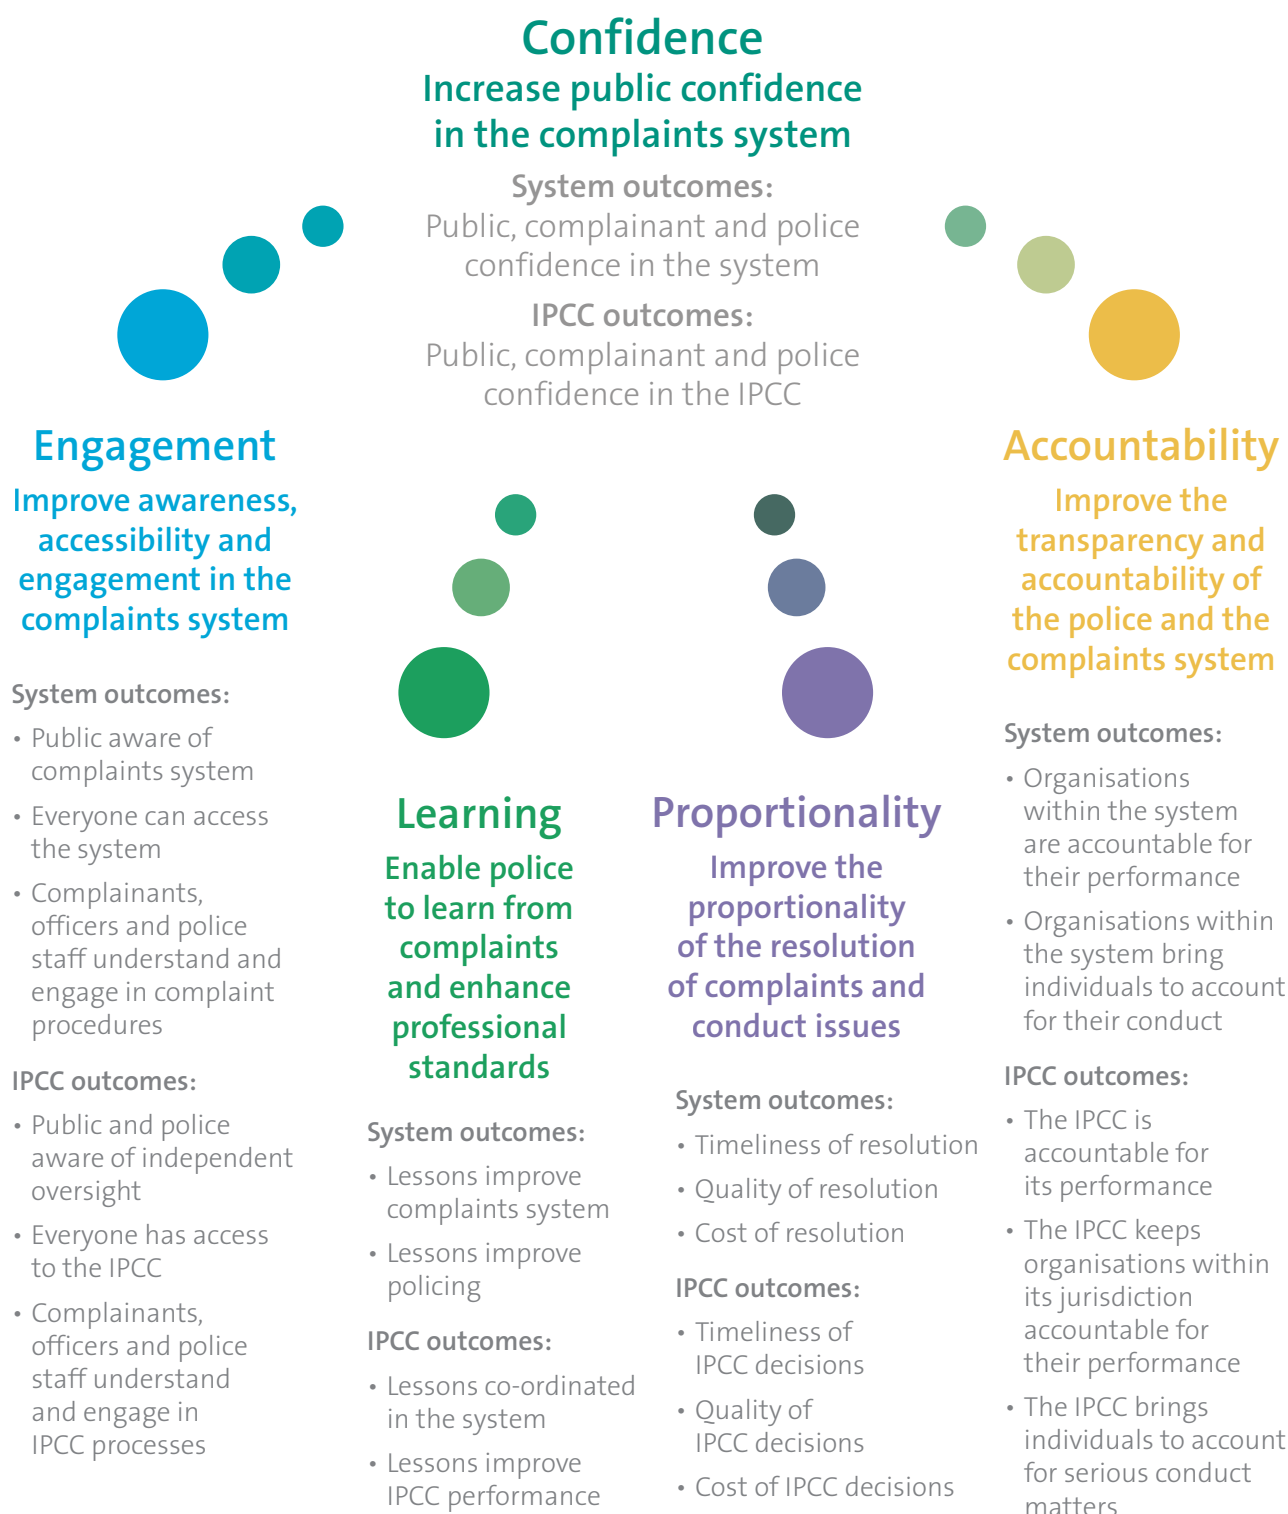 Confidence
Increase public confidence
in the complaints system
System outcomes:
Public, complainant and police
confidence in the system
IPCC outcomes:
Public, complainant and police
confidence in the IPCC
Engagement
Improve awareness,
accessibility and
engagement in the
complaints system
System outcomes:
• Public aware of
complaints system
• Everyone can access
the system
• Complainants,
officers and police
staff understand and
engage in complaint
procedures
IPCC outcomes:
• Public and police
aware of independent
oversight
• Everyone has access
to the IPCC
• Complainants,
officers and police
staff understand
and engage in
IPCC processes
Learning
Enable police
to learn from
complaints
and enhance
professional
standards
System outcomes:
• Lessons improve
complaints system
• Lessons improve
policing
IPCC outcomes:
• Lessons co-ordinated
in the system
• Lessons improve
IPCC performance
Proportionality
Improve the
proportionality
of the resolution
of complaints and
conduct issues
System outcomes:
• Timeliness of resolution
• Quality of resolution
• Cost of resolution
IPCC outcomes:
• Timeliness of
IPCC decisions
• Quality of
IPCC decisions
• Cost of IPCC decisions
Accountability
Improve the
transparency and
accountability of
the police and the
complaints system
System outcomes:
• Organisations
within the system
are accountable for
their performance
• Organisations within
the system bring
individuals to account
for their conduct
IPCC outcomes:
• The IPCC is
accountable for
its performance
• The IPCC keeps
organisations within
its jurisdiction
accountable for
their performance
• The IPCC brings
individuals to account
for serious conduct
matters